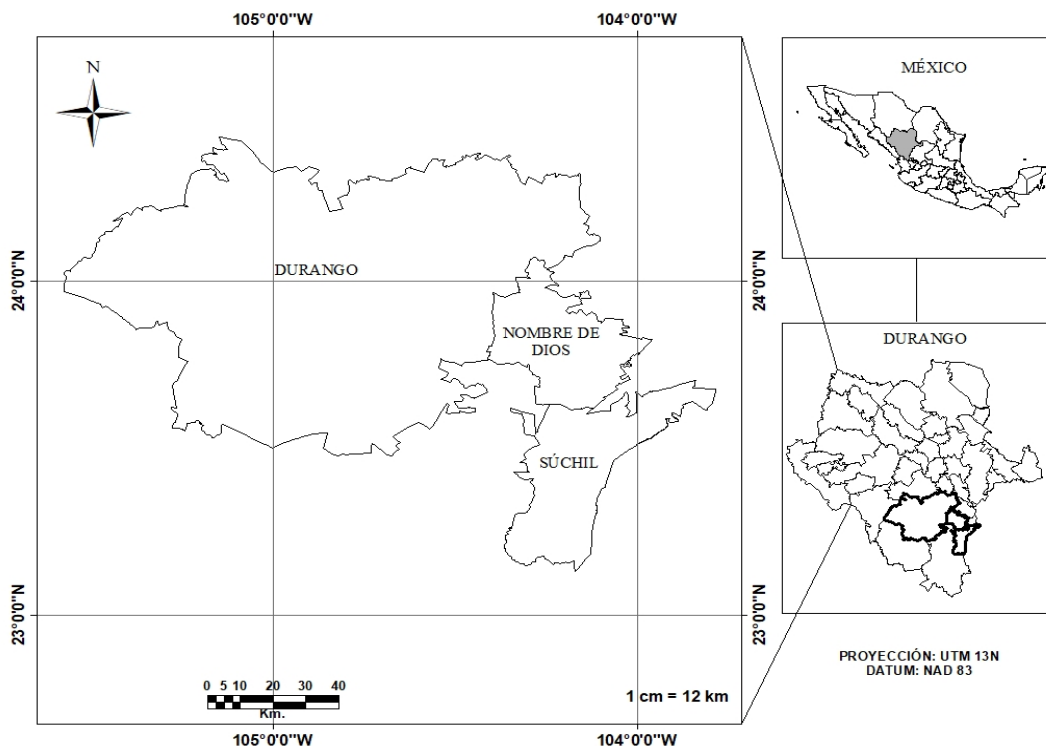 105°0'0"W 104°0'0"W
N
MÉXICO
24°0'0"N
24°0'0"N
DURANGO
NOMBRE DE
DIOS
DURANGO
SÚCHIL
23°0'0"N
23°0'0"N
PROYECCIÓN: UTM 13N
DATUM: NAD 83
0 5 10 20 30 40
Km.
1 cm = 12 km
105°0'0"W 104°0'0"W